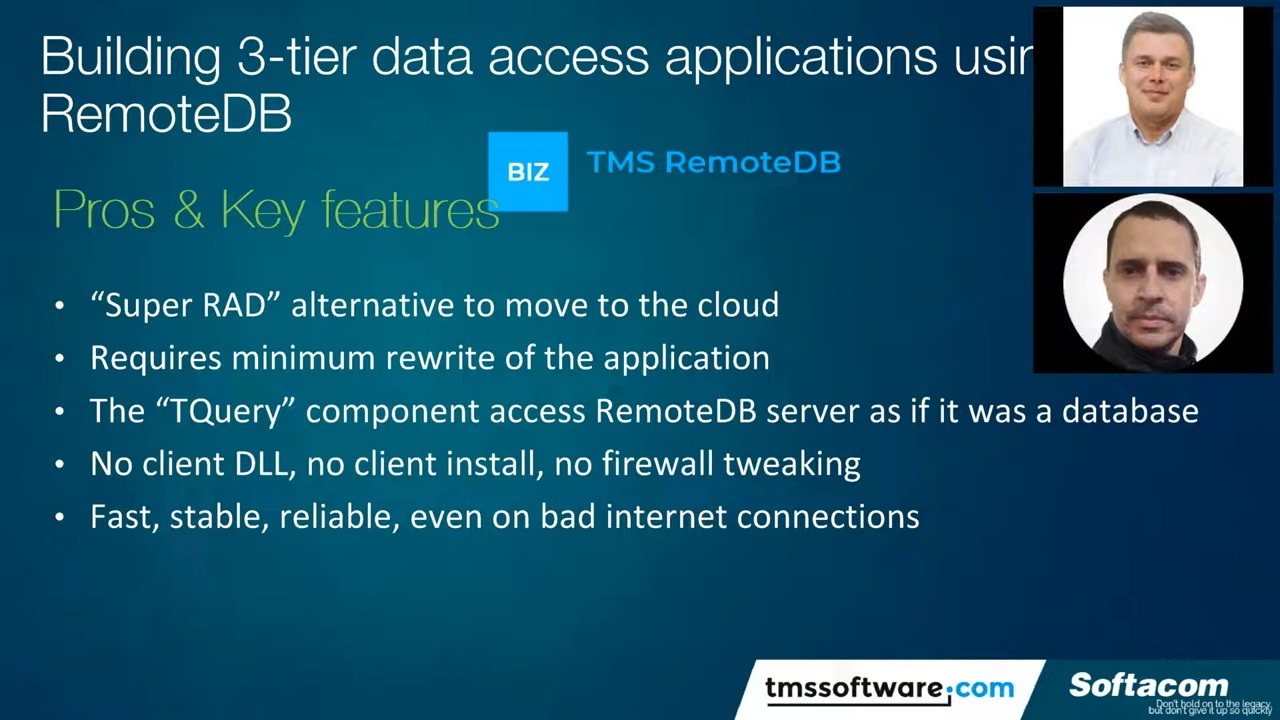 Building 3-tier data access applications usin
RemoteDB
BIZ
TMS RemoteDB
Pros & Key features
• “Super RAD” alternative to move to the cloud
• Requires minimum rewrite of the application
• The “TQuery” component access RemoteDB server as if it was a database
• No client DLL, no client install, no firewall tweaking
• Fast, stable, reliable, even on bad internet connections
tmssoftware.com
Softacom
Don't hold on to the legacy,
but don't give it up so quickly